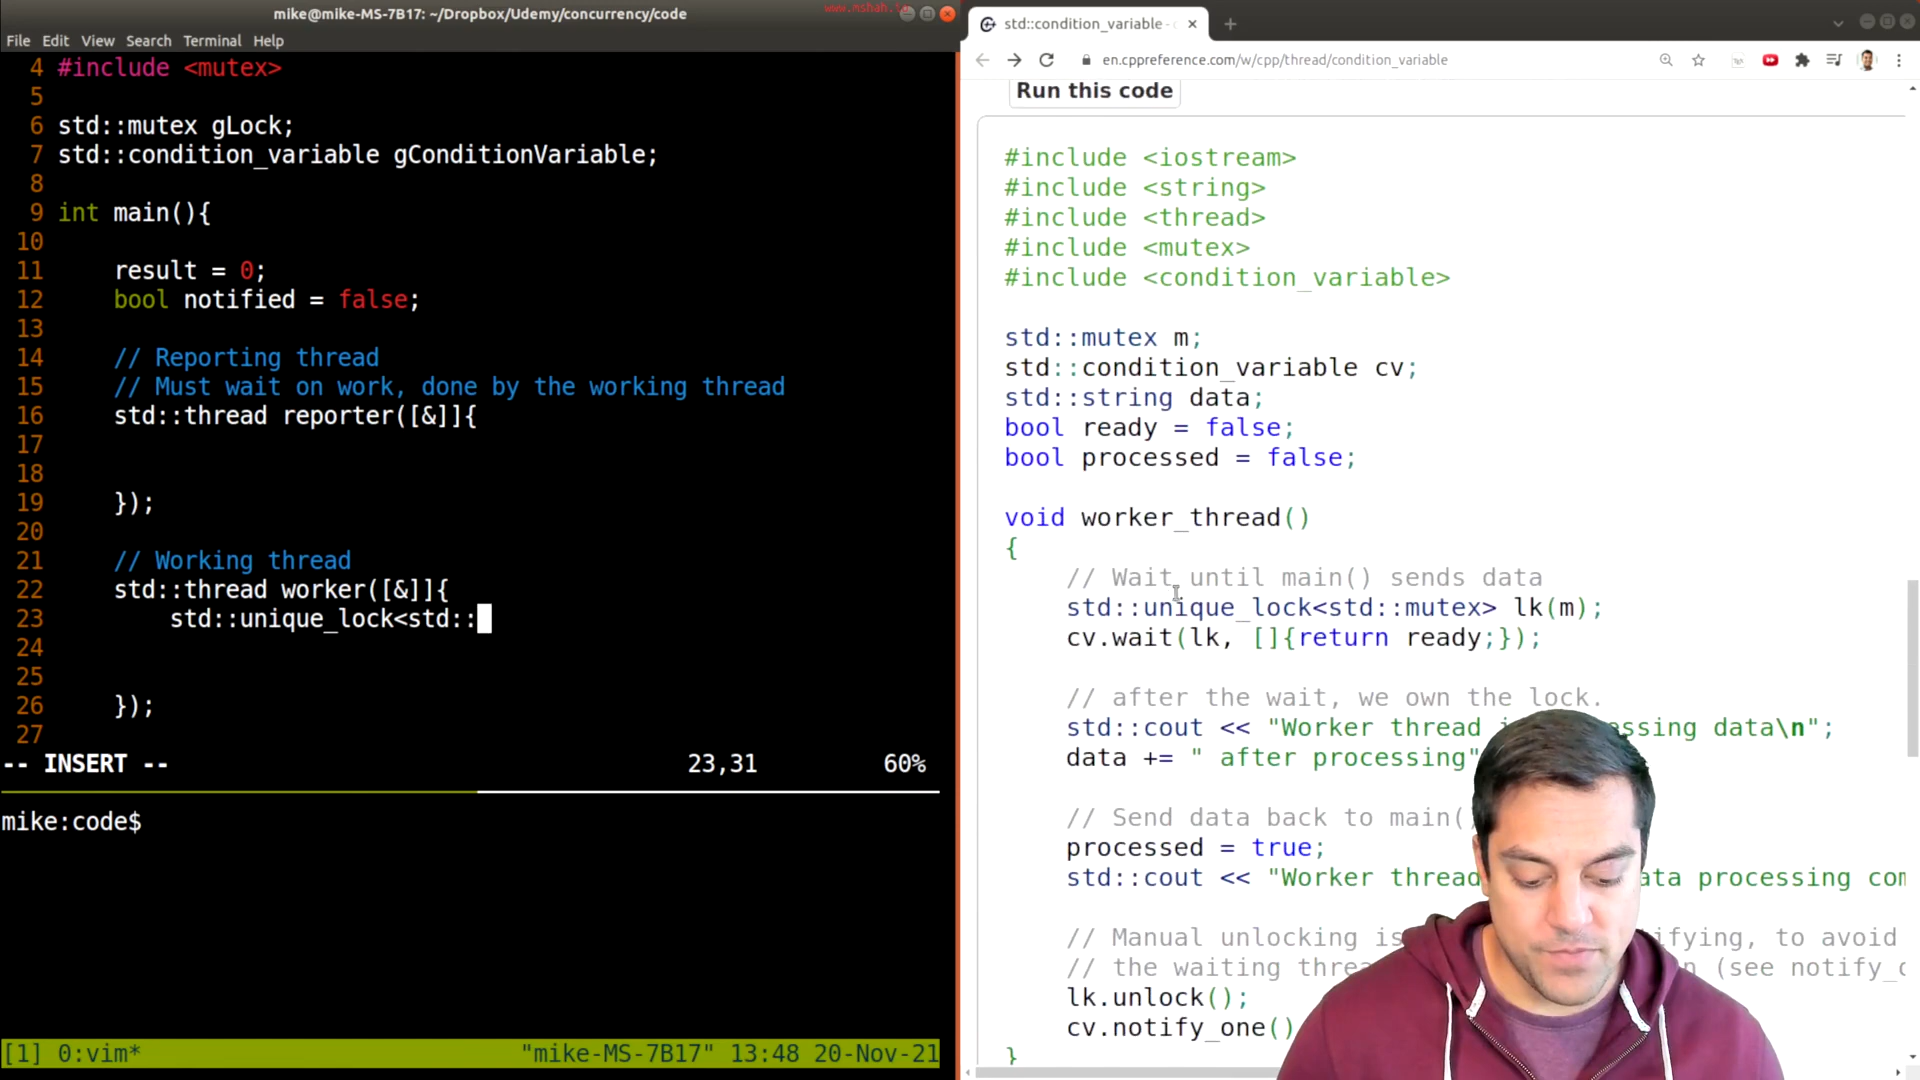 mike@mike-MS-7B17: ~/Dropbox/Udemy/concurrency/code
File Edit View Search Terminal Help
4 #include <mutex>
5
6 std::mutex gLock;
7 std::condition_variable gConditionVariable;
8
9 int main(){
10
11 result = 0;
12 bool notified = false;
13
14 // Reporting thread
15 // Must wait on work, done by the working thread
16 std::thread reporter([&]]{
17
18
19 });
20
21 // Working thread
22 std::thread worker([&]]{
23 std::unique_lock<std::
24
25
26 });
27
-- INSERT -- 23,31 60%
mike:code$
[1] 0:vim* "mike-MS-7B17" 13:48 20-Nov-21
std::condition_variable -
en.cppreference.com/w/cpp/thread/condition_variable
Run this code
#include <iostream>
#include <string>
#include <thread>
#include <mutex>
#include <condition_variable>
std::mutex m;
std::condition_variable cv;
std::string data;
bool ready = false;
bool processed = false;
void worker_thread()
{
// Wait until main() sends data
std::unique_lock<std::mutex> lk(m);
cv.wait(lk, []{return ready;});
// after the wait, we own the lock.
std::cout << "Worker thread data\n";
data += " after processing"
// Send data back to main()
processed = true;
std::cout << "Worker thread processing
// Manual unlocking to avoid
// the waiting (see
lk.unlock();
cv.notify_one()
}